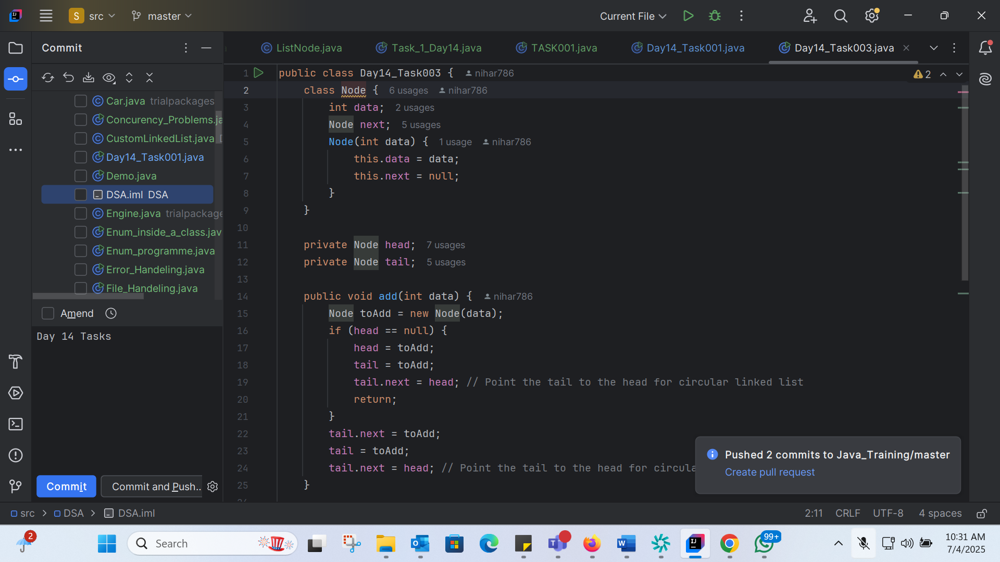 S src master Current File
Commit
ListNode.java Task_1_Day14.java TASK001.java Day14_Task001.java Day14_Task003.java
Car.java trialpackages
Concurency_Problems.ja
CustomLinkedList.java
Day14_Task001.java
Demo.java
DSA.iml DSA
Engine.java trialpackage
Enum_inside_a_class.jav
Enum_programme.java
Error_Handeling.java
File_Handeling.java
Amend
Day 14 Tasks
Commit Commit and Push..
1 public class Day14_Task003 { nihar786
2 class Node { 6 usages nihar786
3 int data; 2 usages
4 Node next; 5 usages
5 Node(int data) { 1 usage nihar786
6 this.data = data;
7 this.next = null;
8 }
9 }
10
11 private Node head; 7 usages
12 private Node tail; 5 usages
13
14 public void add(int data) { nihar786
15 Node toAdd = new Node(data);
16 if (head == null) {
17 head = toAdd;
18 tail = toAdd;
19 tail.next = head; // Point the tail to the head for circular linked list
20 return;
21 }
22 tail.next = toAdd;
23 tail = toAdd;
24 tail.next = head; // Point the tail to the head for circula
25 }
2
Pushed 2 commits to Java_Training/master
Create pull request
src > DSA > DSA.iml 2:11 CRLF UTF-8 4 spaces
2
Search
99+
10:31 AM
7/4/2025